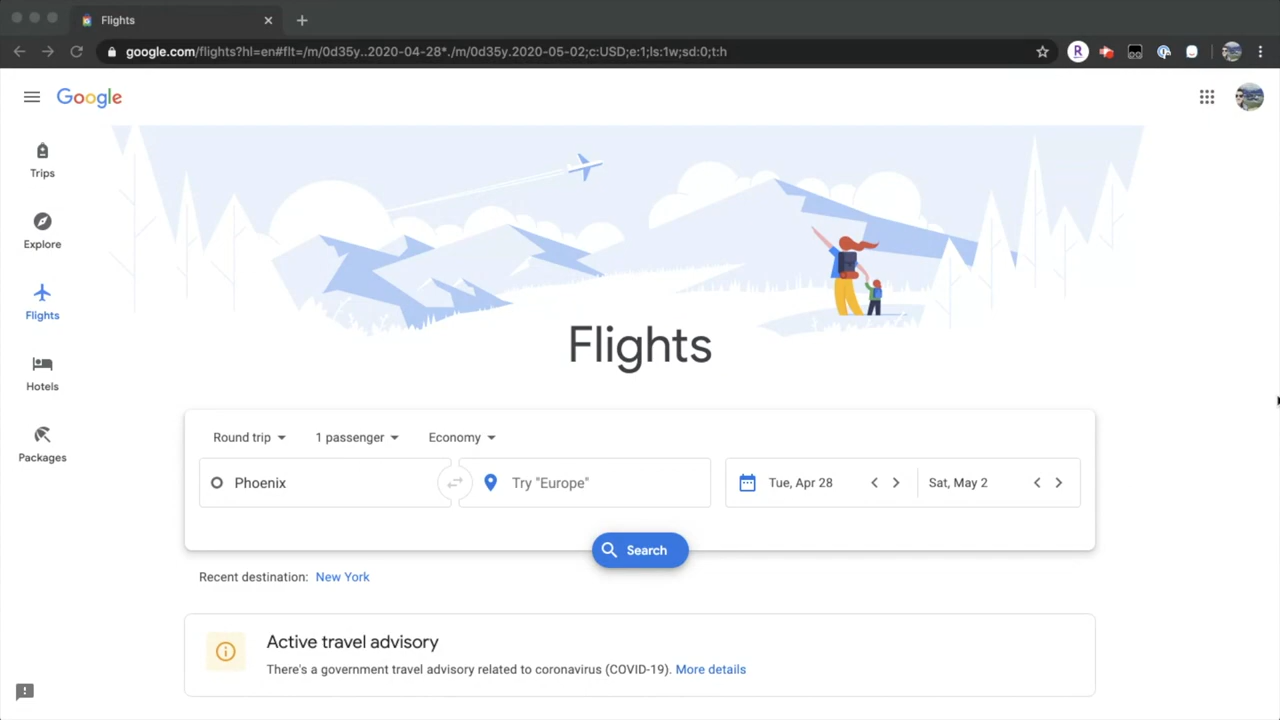 Flights
google.com/flights?hl=en#flt=/m/0d35y..2020-04-28*./m/0d35y.2020-05-02;c:USD;e:1;ls:1w;sd:0;t:h
R
Google
Trips
Explore
Flights
Hotels
Packages
Flights
Round trip 1 passenger Economy
Phoenix Try "Europe" Tue, Apr 28 Sat, May 2
Search
Recent destination: New York
Active travel advisory
There's a government travel advisory related to coronavirus (COVID-19). More details